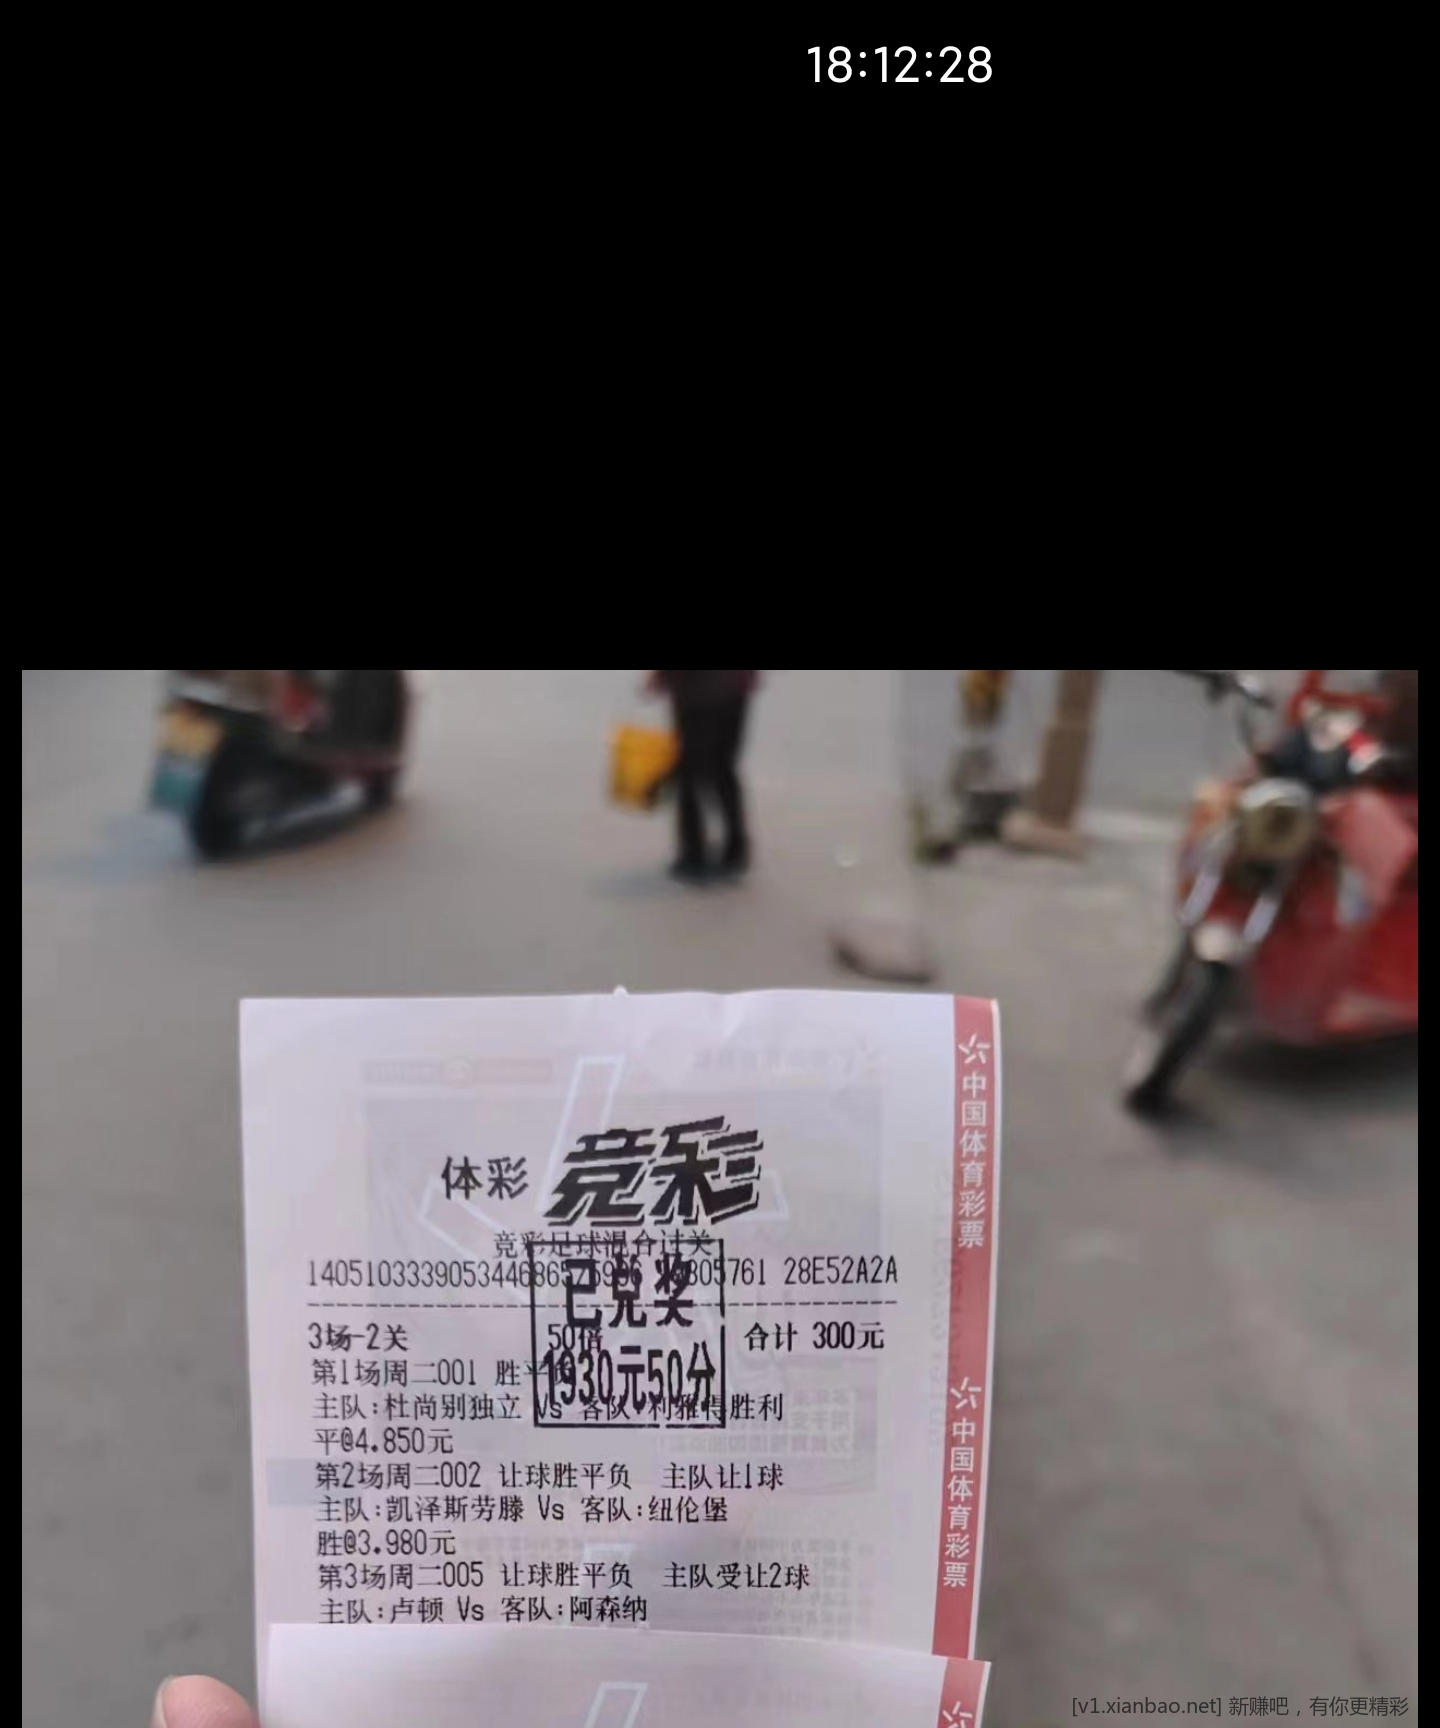 18:12:28
体彩 竞彩
竞彩足球混合过关
761 28E52A2A
已兑奖
1930元50分
3场-2关 50倍 合计 300元
第1场周二001 胜平负
主队:杜尚别独立 Vs 客队:利雅得胜利
平@4.850元
第2场周二002 让球胜平负 主队让1球
主队:凯泽斯劳滕 Vs 客队:纽伦堡
胜@3.980元
第3场周二005 让球胜平负 主队受让2球
主队:卢顿 Vs 客队:阿森纳
中国体育彩票
中国体育彩票
[v1.xianbao.net] 新赚吧，有你更精彩